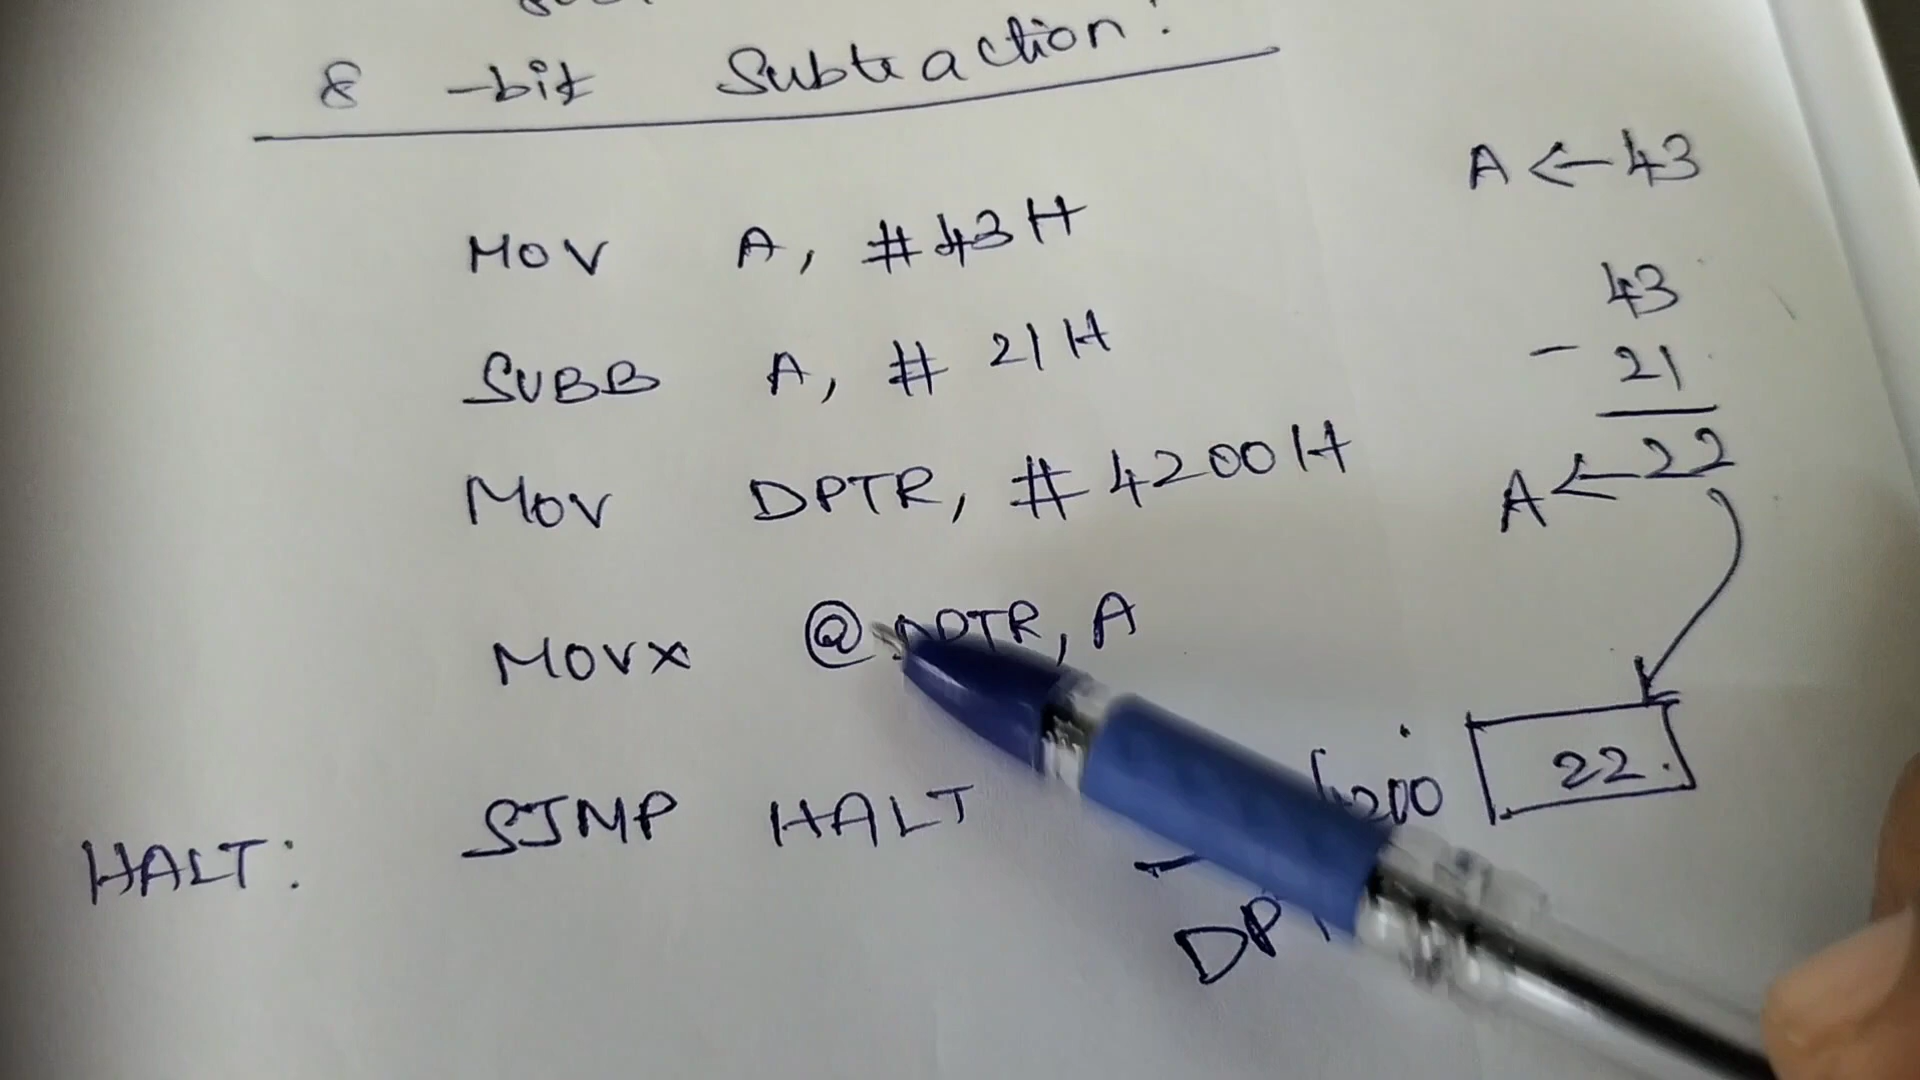 8 -bit Subtraction:
MOV A, #43H
SUBB A, # 21H
MOV DPTR, # 4200H
MOVX @DPTR, A
HALT: SJMP HALT
A ← 43
43
- 21
A ← 22
4200 22.